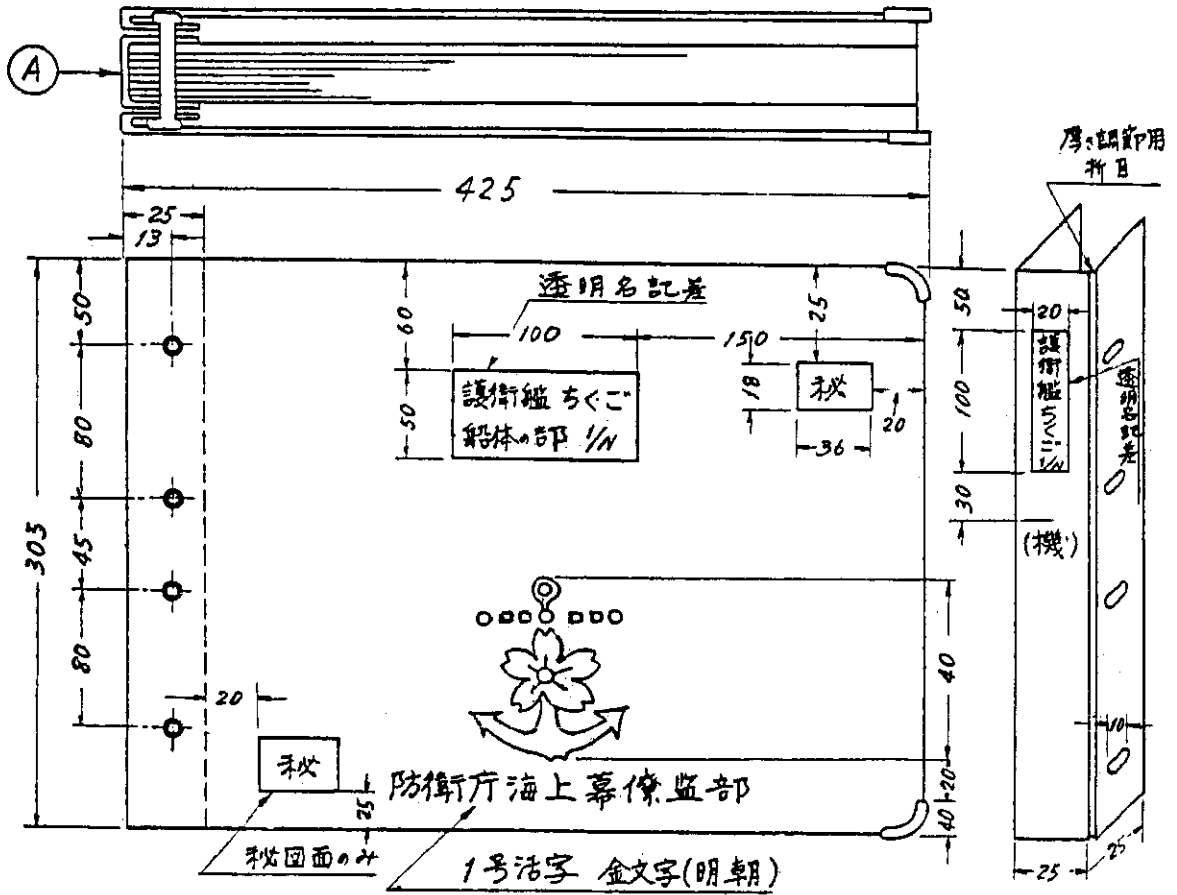 A
厚さ調節用
折目
425
25
13
50
80
45
80
303
60
50
透明名記差
100
150
護衛艦 ちくご
船体の部 1/N
25
18
秘
20
36
20
秘
25
秘図面のみ
40
20
40
防衛庁海上幕僚監部
1号活字 金文字(明朝)
50
20
100
護衛艦ちくご 1/N
透明名記差
30
(機)
10
25
25